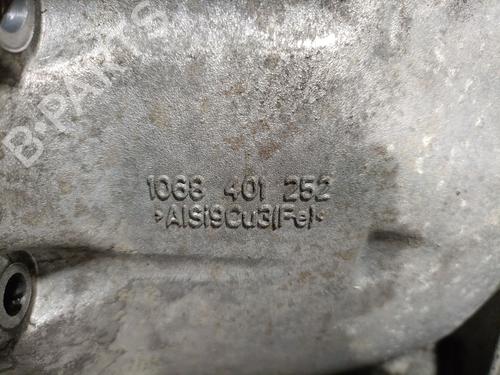 B-PARTS
1068 401 252
>AlSi9Cu3(Fe)<